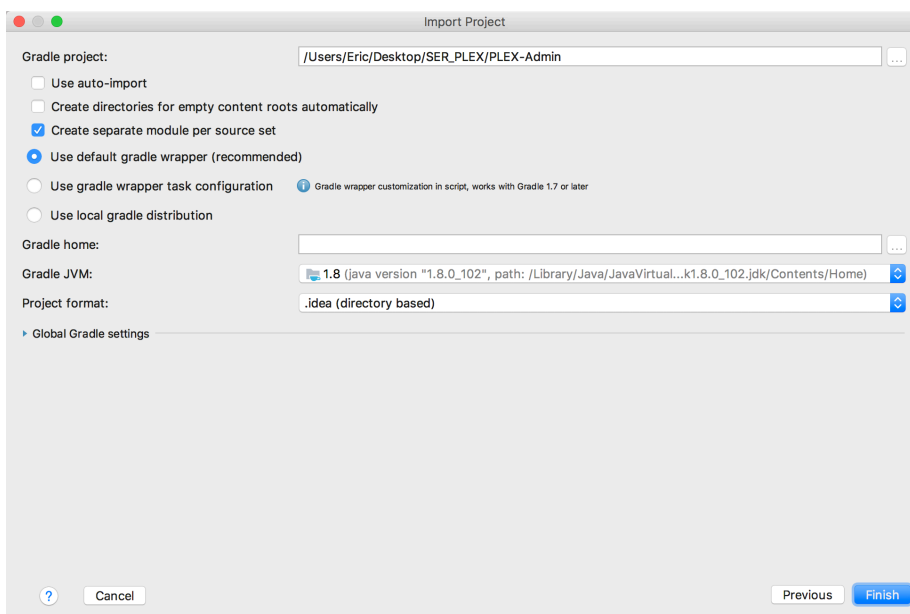 Import Project
Gradle project: /Users/Eric/Desktop/SER_PLEX/PLEX-Admin ...
Use auto-import
Create directories for empty content roots automatically
Create separate module per source set
Use default gradle wrapper (recommended)
Use gradle wrapper task configuration Gradle wrapper customization in script, works with Gradle 1.7 or later
Use local gradle distribution
Gradle home: ...
Gradle JVM: 1.8 (java version "1.8.0_102", path: /Library/Java/JavaVirtual...k1.8.0_102.jdk/Contents/Home)
Project format: .idea (directory based)
Global Gradle settings
? Cancel Previous Finish